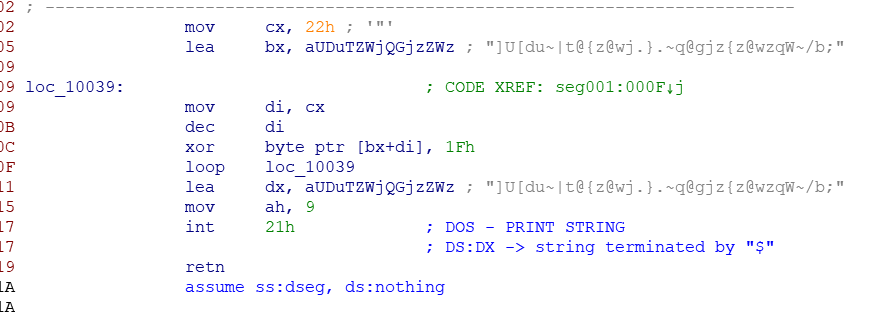 02 ; ---------------------------------------------------------------------------
02                 mov     cx, 22h ; '"'
05                 lea     bx, aUDuTZWjQGjzZWz ; "]U[du~|t@{z@wj.}.~q@gjz{z@wzqW~/b;"
09
09 loc_10039:                              ; CODE XREF: seg001:000F↓j
09                 mov     di, cx
0B                 dec     di
0C                 xor     byte ptr [bx+di], 1Fh
0F                 loop    loc_10039
11                 lea     dx, aUDuTZWjQGjzZWz ; "]U[du~|t@{z@wj.}.~q@gjz{z@wzqW~/b;"
15                 mov     ah, 9
17                 int     21h             ; DOS - PRINT STRING
17                                         ; DS:DX -> string terminated by "$"
19                 retn
1A                 assume ss:dseg, ds:nothing
1A